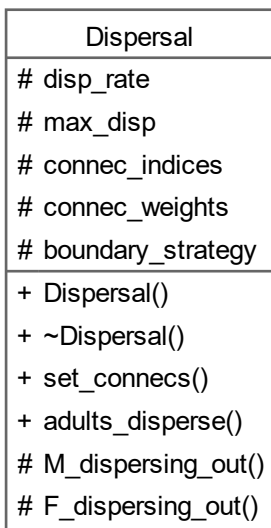 Dispersal
# disp_rate
# max_disp
# connec_indices
# connec_weights
# boundary_strategy
+ Dispersal()
+ ~Dispersal()
+ set_connecs()
+ adults_disperse()
# M_dispersing_out()
# F_dispersing_out()